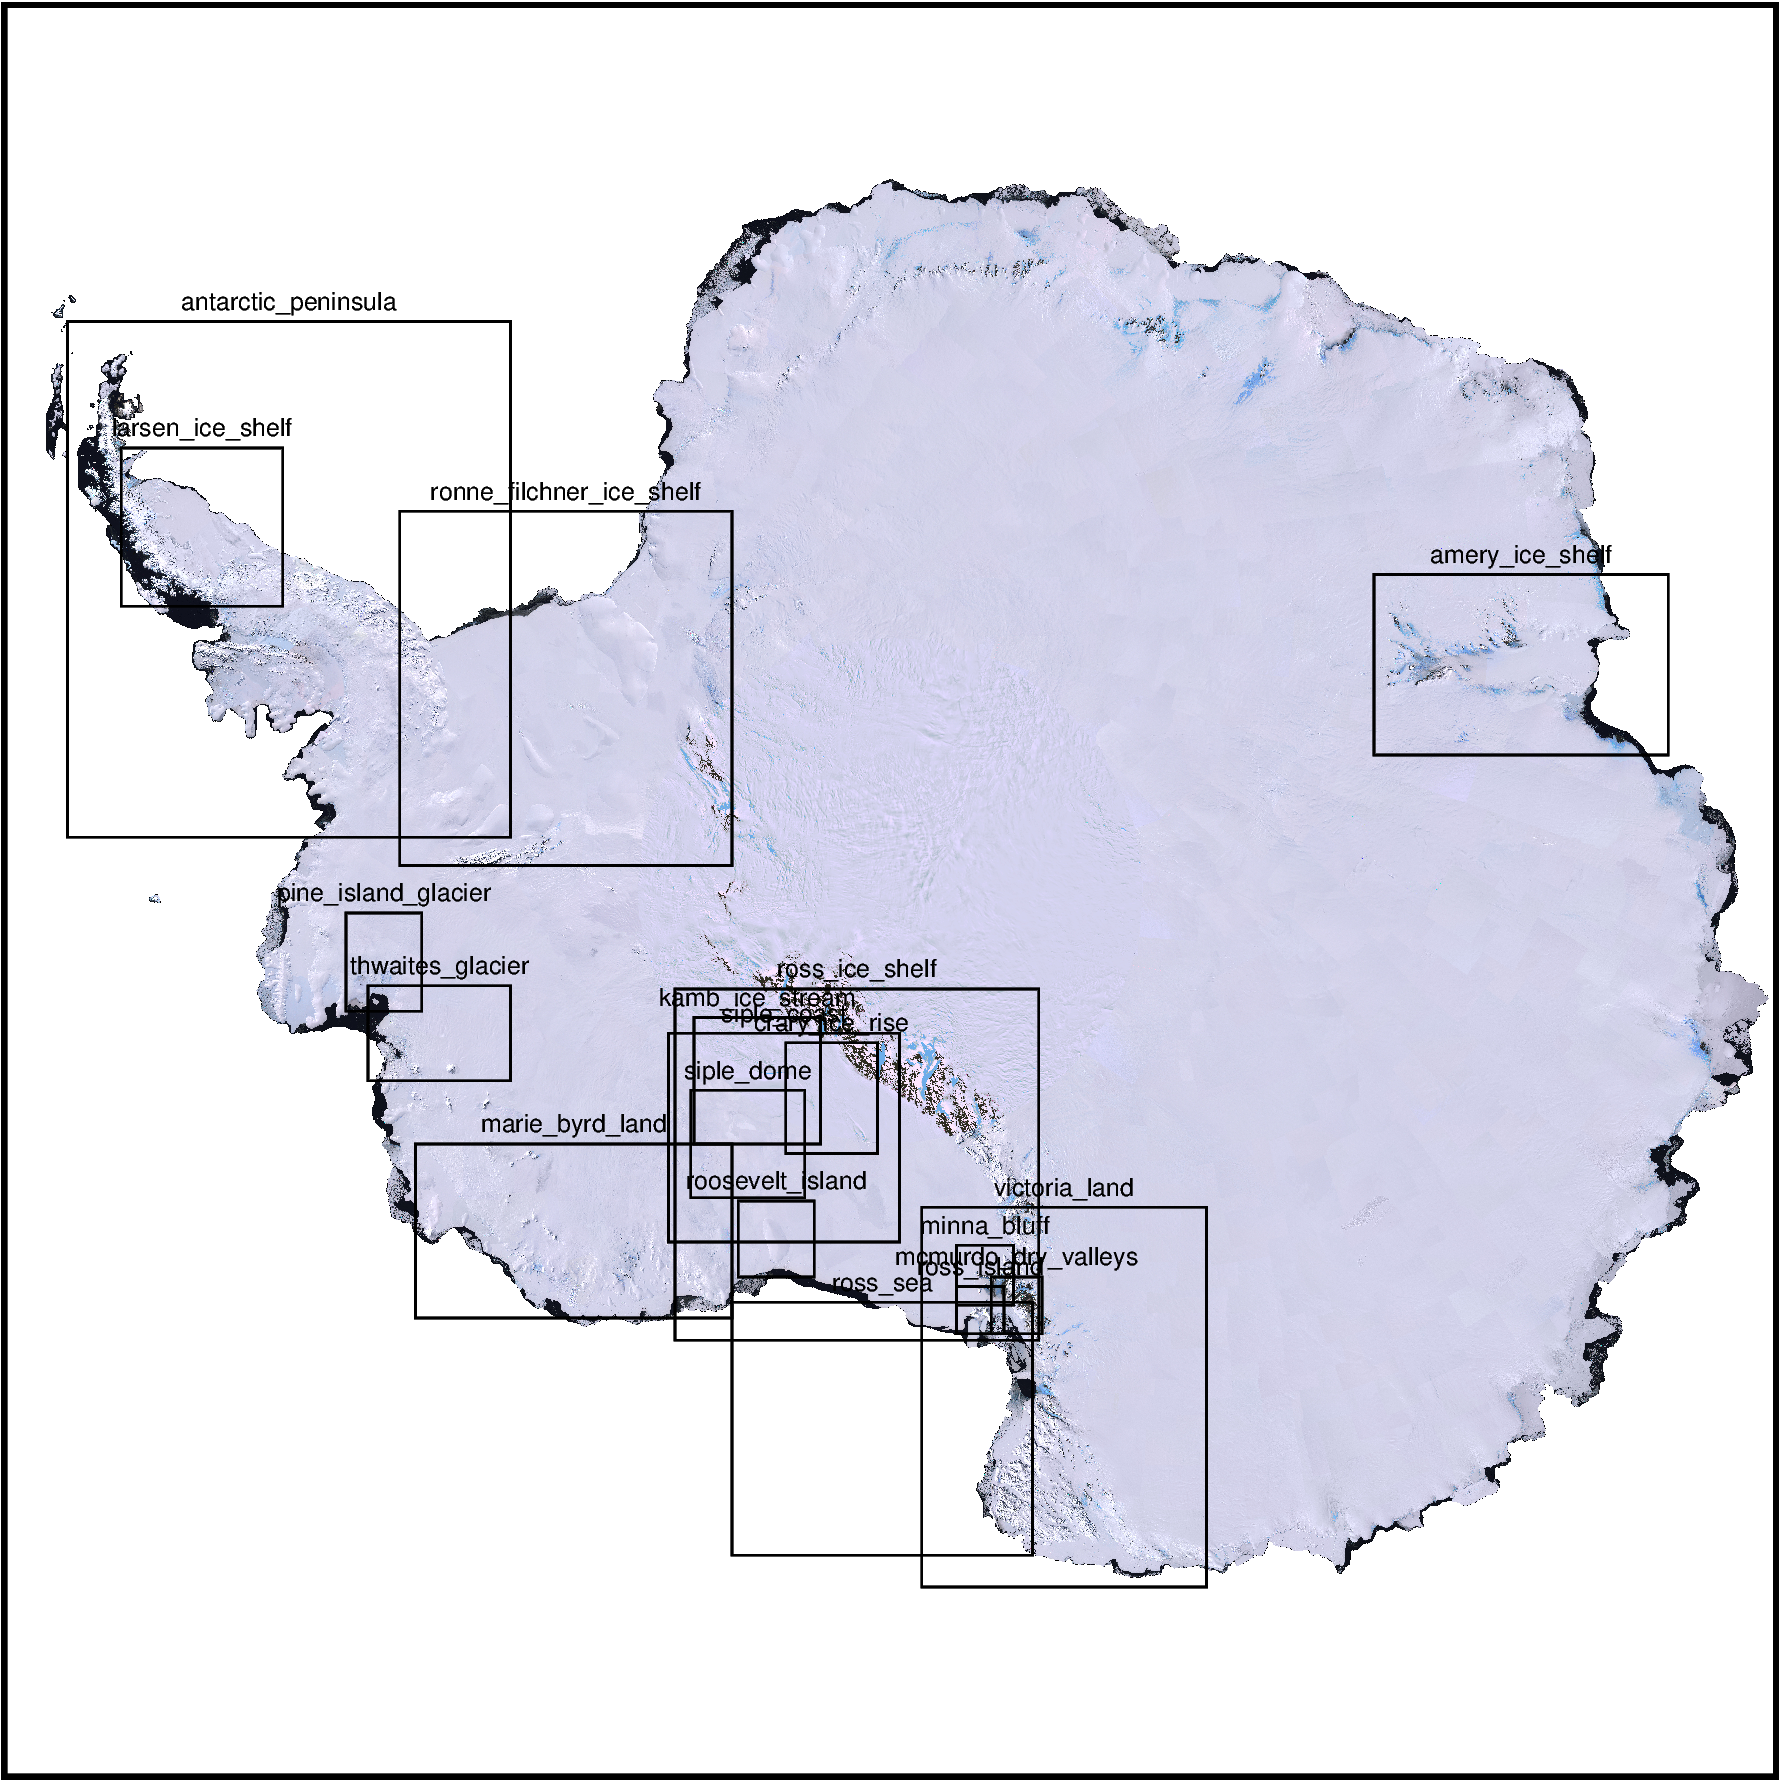 antarctic_peninsula
larsen_ice_shelf
ronne_filchner_ice_shelf
amery_ice_shelf
pine_island_glacier
thwaites_glacier
ross_ice_shelf
kamb_ice_stream
siple_coast
crary_ice_rise
siple_dome
marie_byrd_land
roosevelt_island
victoria_land
minna_bluff
mcmurdo_dry_valleys
ross_island
ross_sea